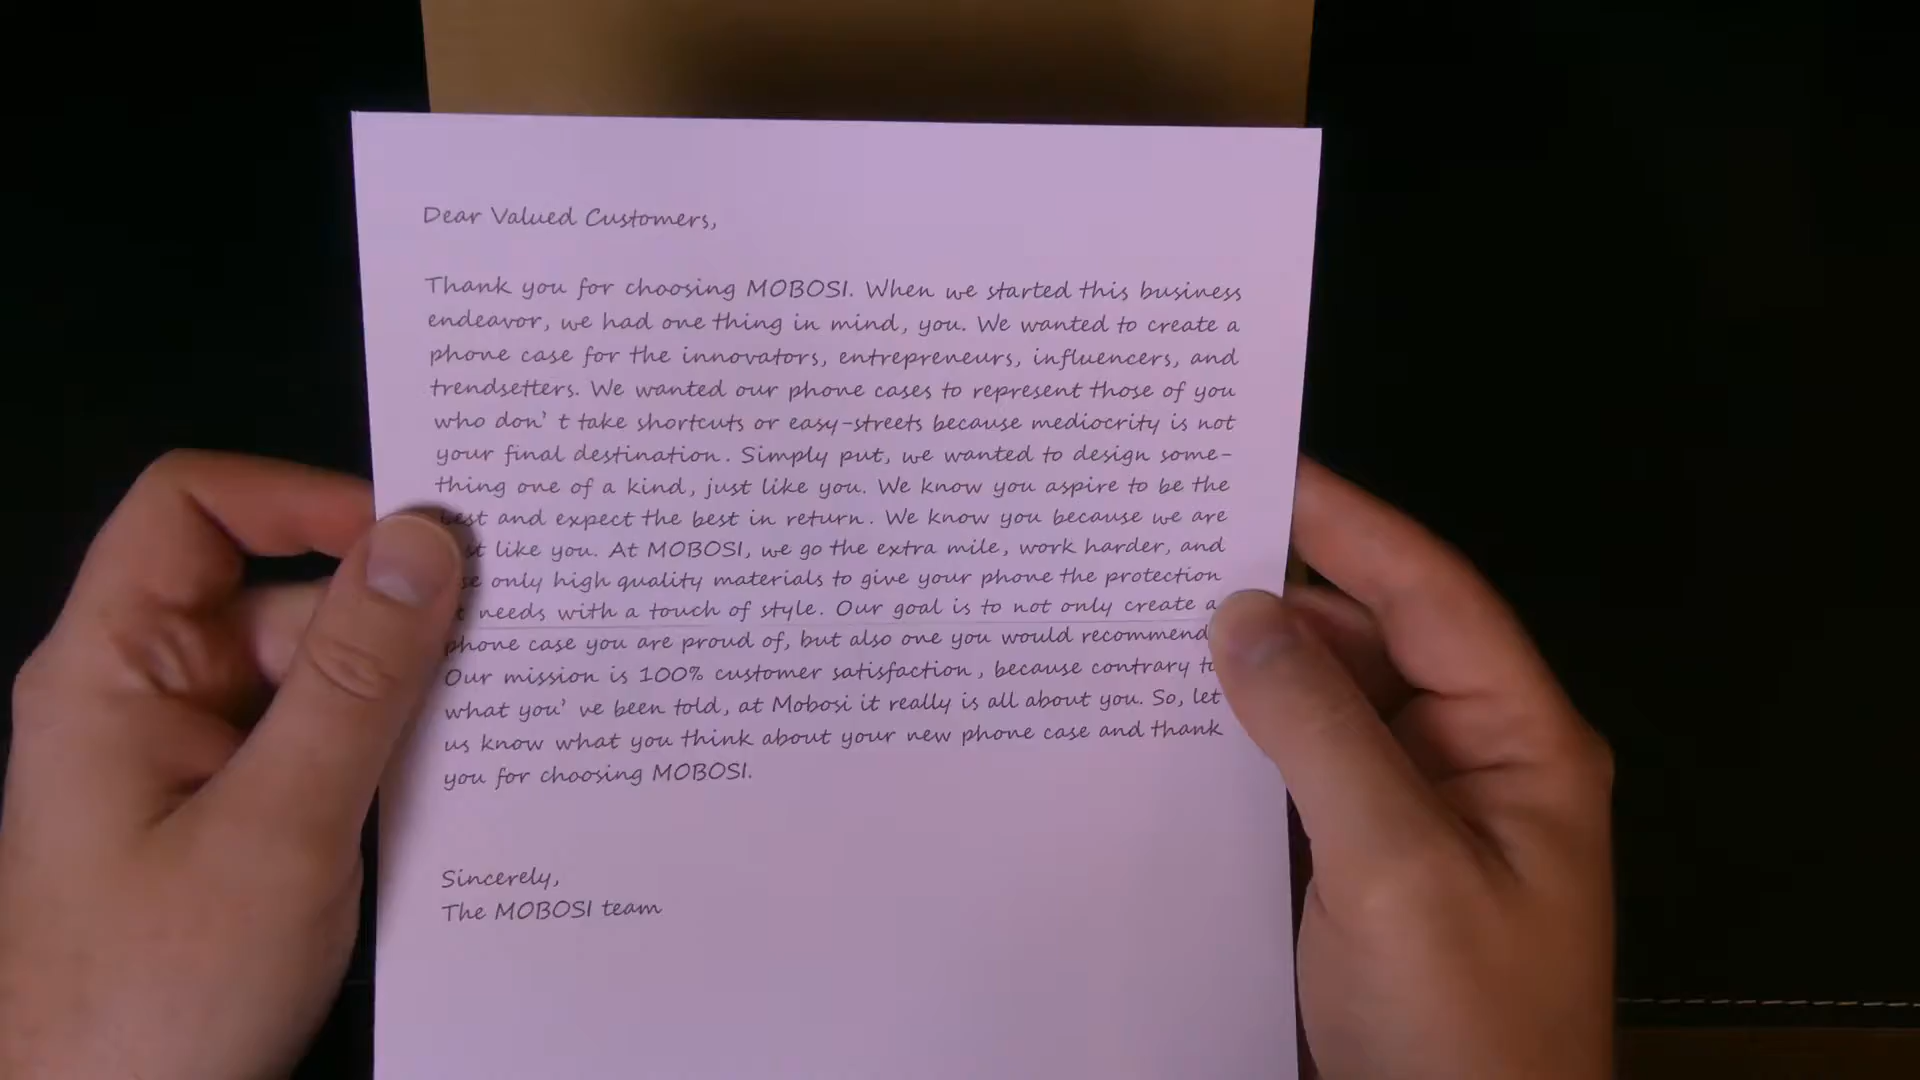 Dear Valued Customers,
Thank you for choosing MOBOSI. When we started this business
endeavor, we had one thing in mind, you. We wanted to create a
phone case for the innovators, entrepreneurs, influencers, and
trendsetters. We wanted our phone cases to represent those of you
who don' t take shortcuts or easy-streets because mediocrity is not
your final destination. Simply put, we wanted to design some-
thing one of a kind, just like you. We know you aspire to be the
best and expect the best in return. We know you because we are
like you. At MOBOSI, we go the extra mile, work harder, and
only high quality materials to give your phone the protection
needs with a touch of style. Our goal is to not only create a
phone case you are proud of, but also one you would recommend
Our mission is 100% customer satisfaction, because contrary to
what you' ve been told, at Mobosi it really is all about you. So, let
us know what you think about your new phone case and thank
you for choosing MOBOSI.
Sincerely,
The MOBOSI team